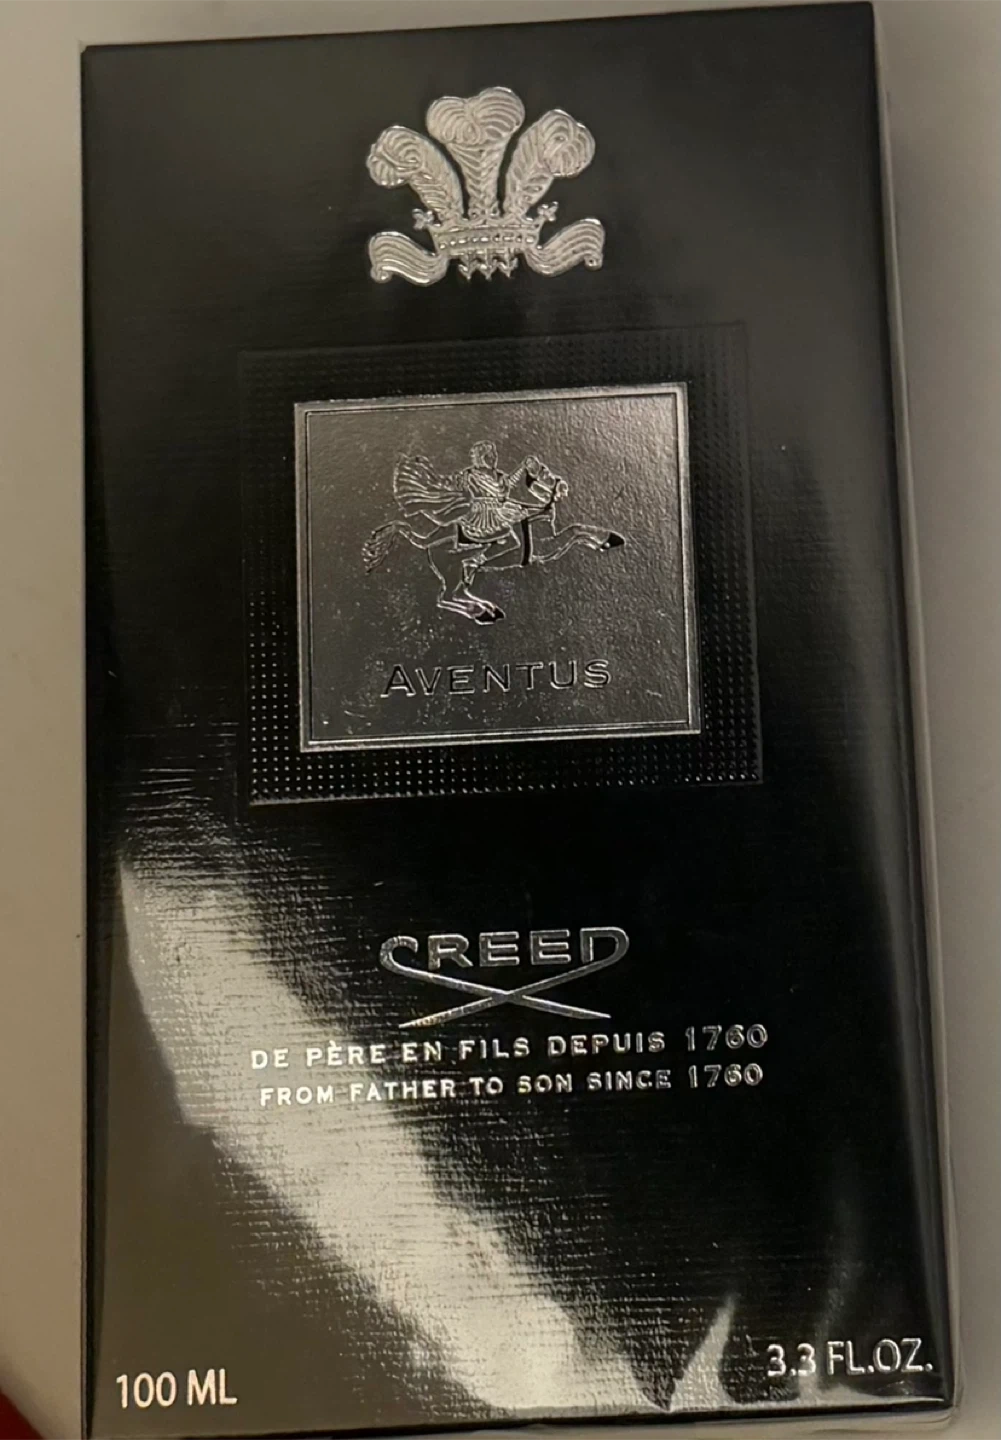 AVENTUS
CREED
DE PÈRE EN FILS DEPUIS 1760
FROM FATHER TO SON SINCE 1760
100 ML
3.3 FL.OZ.